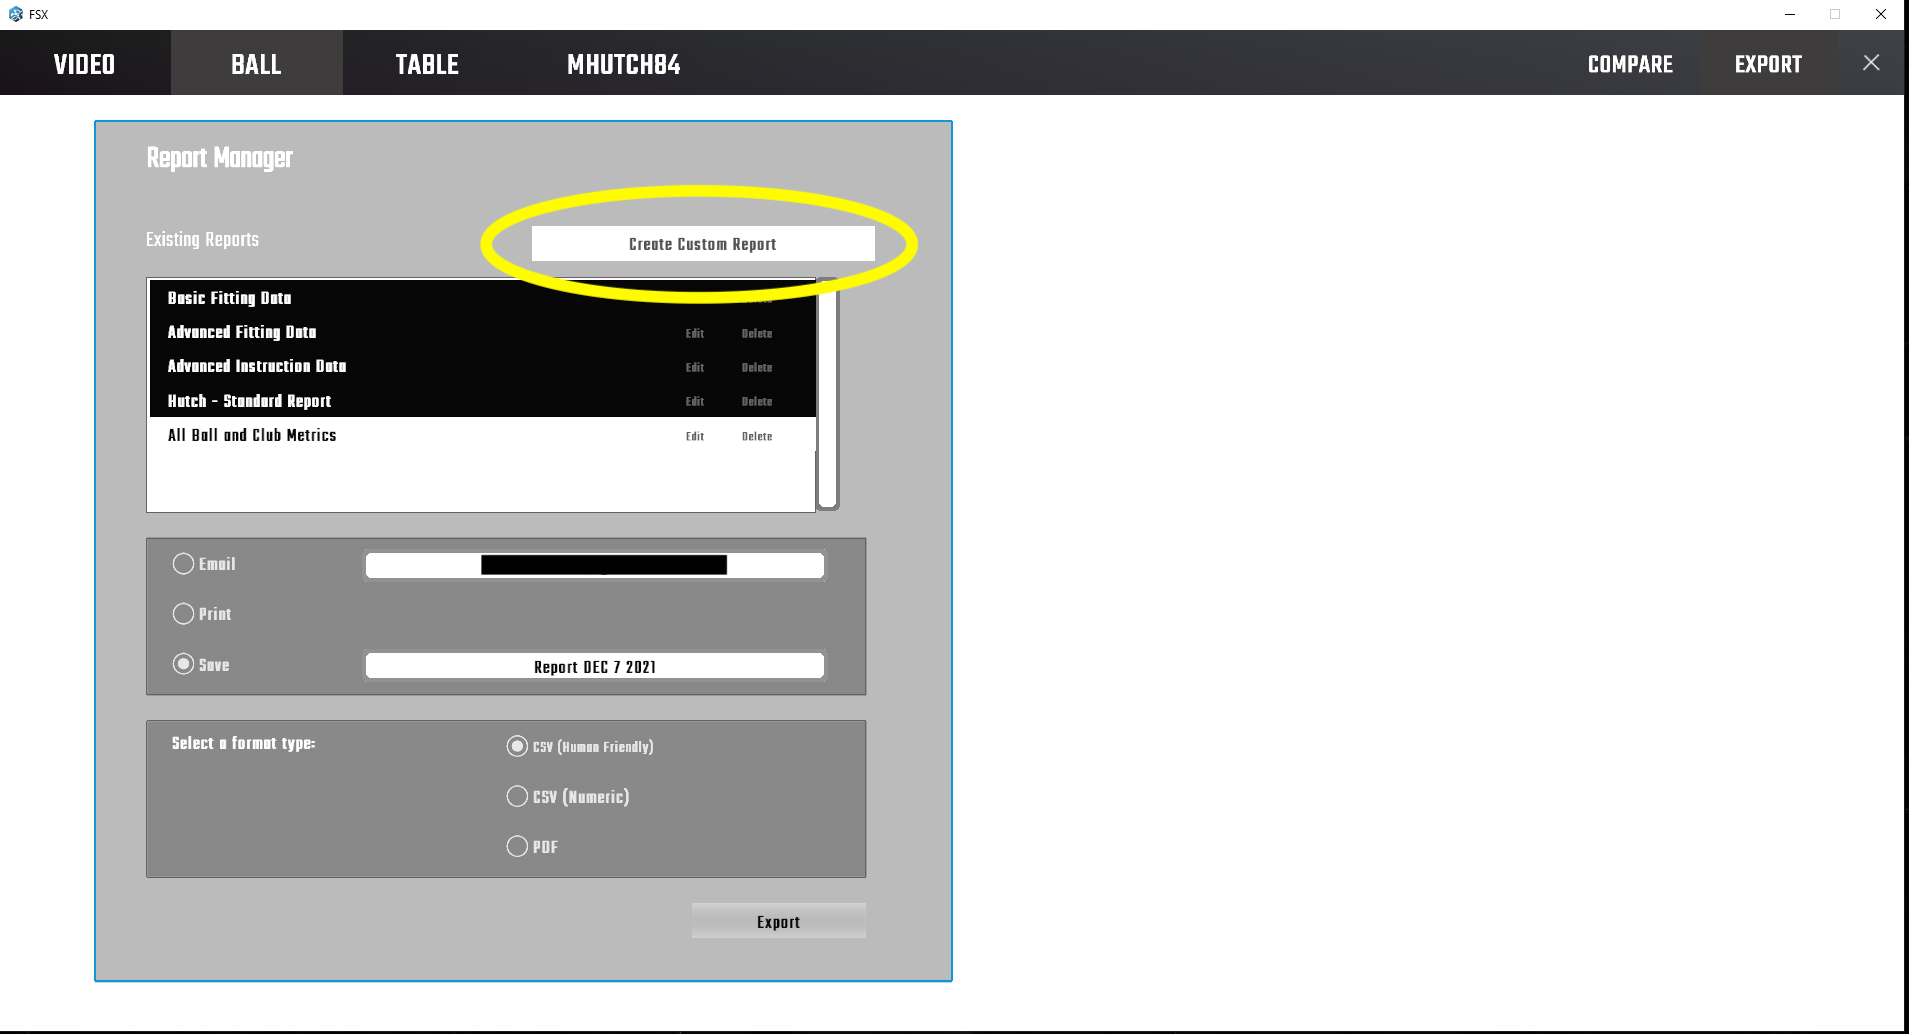 FSX
VIDEO BALL TABLE MHUTCH84 COMPARE EXPORT
Report Manager
Existing Reports
Create Custom Report
Basic Fitting Data
Advanced Fitting Data Edit Delete
Advanced Instruction Data Edit Delete
Hutch - Standard Report Edit Delete
All Ball and Club Metrics Edit Delete
Email
Print
Save Report DEC 7 2021
Select a format type: CSV (Human Friendly)
CSV (Numeric)
PDF
Export